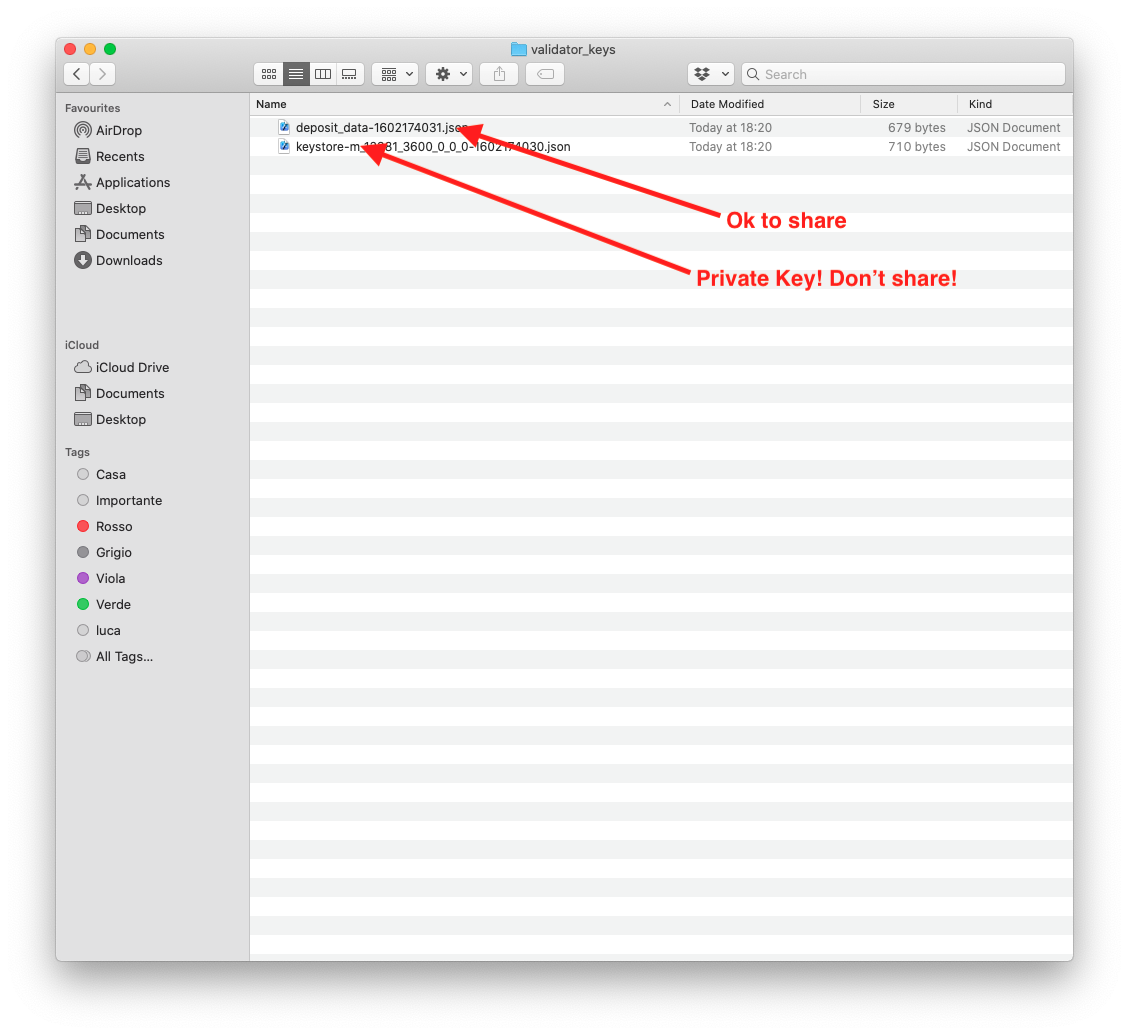 validator_keys
Search
Favourites
AirDrop
Recents
Applications
Desktop
Documents
Downloads
iCloud
iCloud Drive
Documents
Desktop
Tags
Casa
Importante
Rosso
Grigio
Viola
Verde
luca
All Tags...
Name Date Modified Size Kind
deposit_data-1602174031.json Today at 18:20 679 bytes JSON Document
keystore-m_12381_3600_0_0_0-1602174030.json Today at 18:20 710 bytes JSON Document
Ok to share
Private Key! Don’t share!